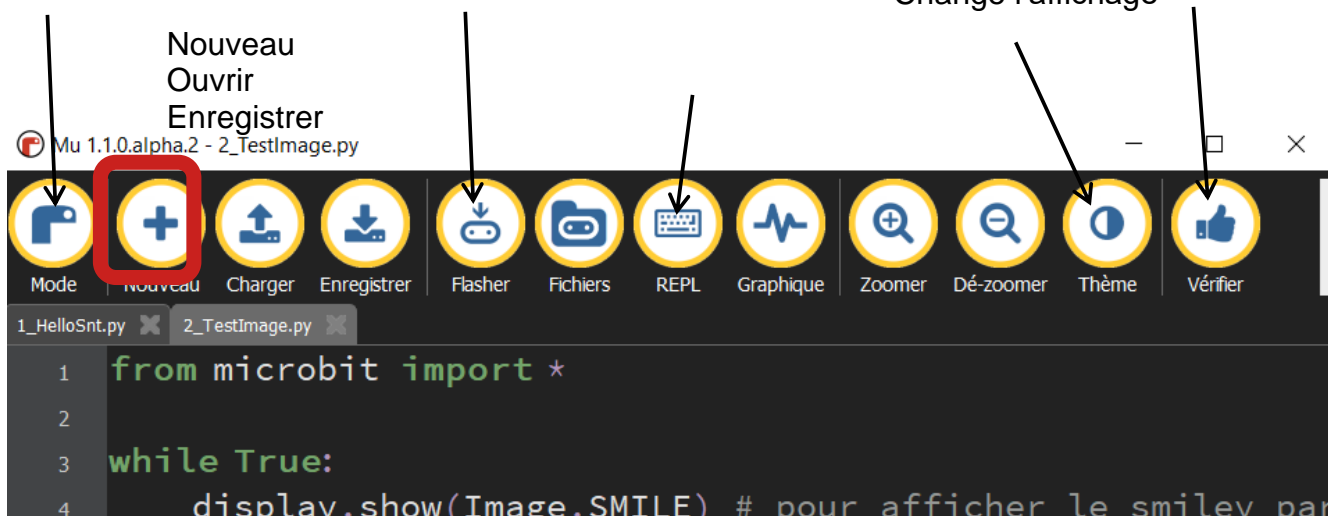 Change l'affichage
Nouveau
Ouvrir
Enregistrer
Mu 1.1.0.alpha.2 - 2_TestImage.py
Mode Nouveau Charger Enregistrer Flasher Fichiers REPL Graphique Zoomer Dé-zoomer Thème Vérifier
1_HelloSnt.py 2_TestImage.py
1 from microbit import *
2
3 while True:
4 display.show(Image.SMILE) # pour afficher le smiley par